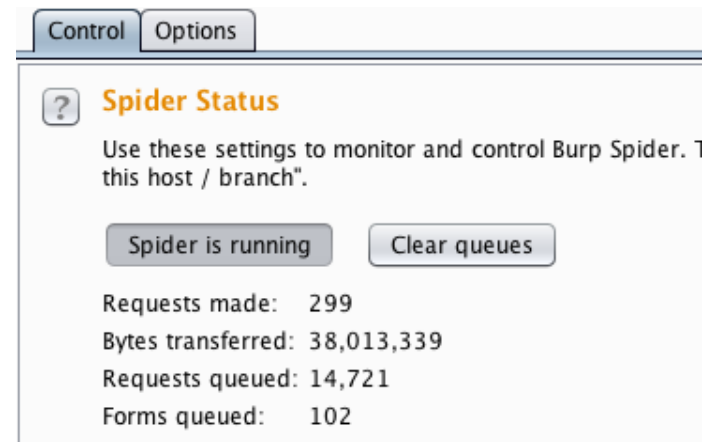 Control Options
?
Spider Status
Use these settings to monitor and control Burp Spider.
this host / branch".
Spider is running Clear queues
Requests made: 299
Bytes transferred: 38,013,339
Requests queued: 14,721
Forms queued: 102